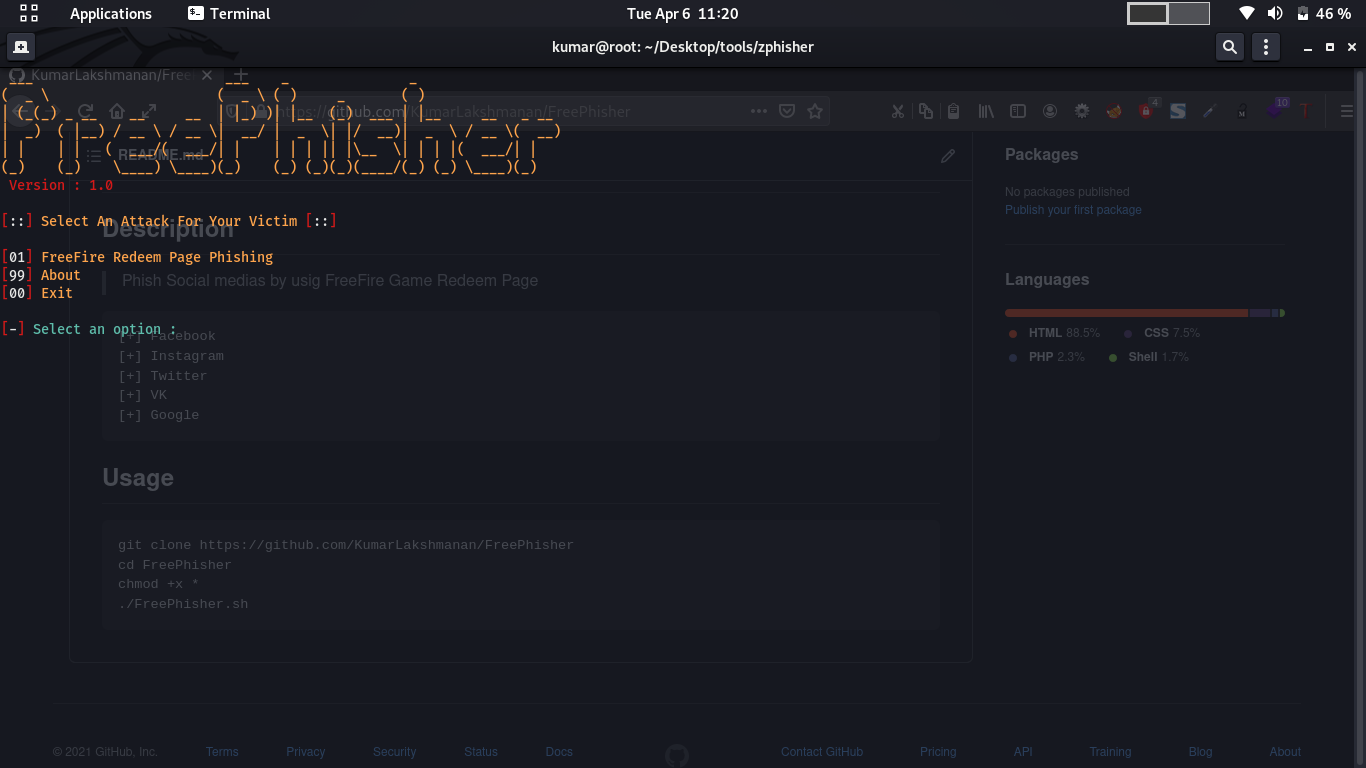 Applications
Terminal
Tue Apr 6 11:20
46 %
kumar@root: ~/Desktop/tools/zphisher
KumarLakshmanan/Free
https://github.com/KumarLakshmanan/FreePhisher
4
10
FreePhisher
README.md
Version : 1.0
[::] Select An Attack For Your Victim [::]
Description
[01] FreeFire Redeem Page Phishing
[99] About
[00] Exit
Phish Social medias by usig FreeFire Game Redeem Page
[-] Select an option :
[+] Facebook
[+] Instagram
[+] Twitter
[+] VK
[+] Google
Usage
git clone https://github.com/KumarLakshmanan/FreePhisher
cd FreePhisher
chmod +x *
./FreePhisher.sh
Packages
No packages published
Publish your first package
Languages
HTML 88.5%
CSS 7.5%
PHP 2.3%
Shell 1.7%
© 2021 GitHub, Inc.
Terms
Privacy
Security
Status
Docs
Contact GitHub
Pricing
API
Training
Blog
About